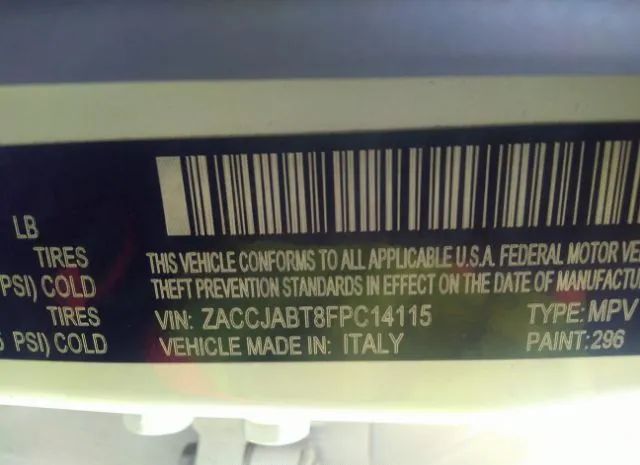 LB
TIRES
PSI) COLD
TIRES
PSI) COLD
THIS VEHICLE CONFORMS TO ALL APPLICABLE U.S.A. FEDERAL MOTOR VE
THEFT PREVENTION STANDARDS IN EFFECT ON THE DATE OF MANUFACTUR
VIN: ZACCJABT8FPC14115 TYPE: MPV
VEHICLE MADE IN: ITALY PAINT: 296